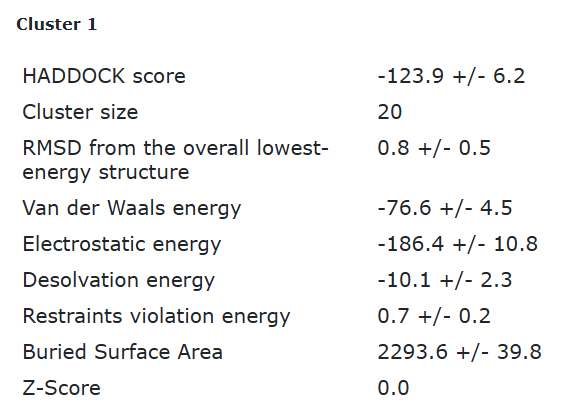 Cluster 1
HADDOCK score -123.9 +/- 6.2
Cluster size 20
RMSD from the overall lowest- 0.8 +/- 0.5
energy structure
Van der Waals energy -76.6 +/- 4.5
Electrostatic energy -186.4 +/- 10.8
Desolvation energy -10.1 +/- 2.3
Restraints violation energy 0.7 +/- 0.2
Buried Surface Area 2293.6 +/- 39.8
Z-Score 0.0